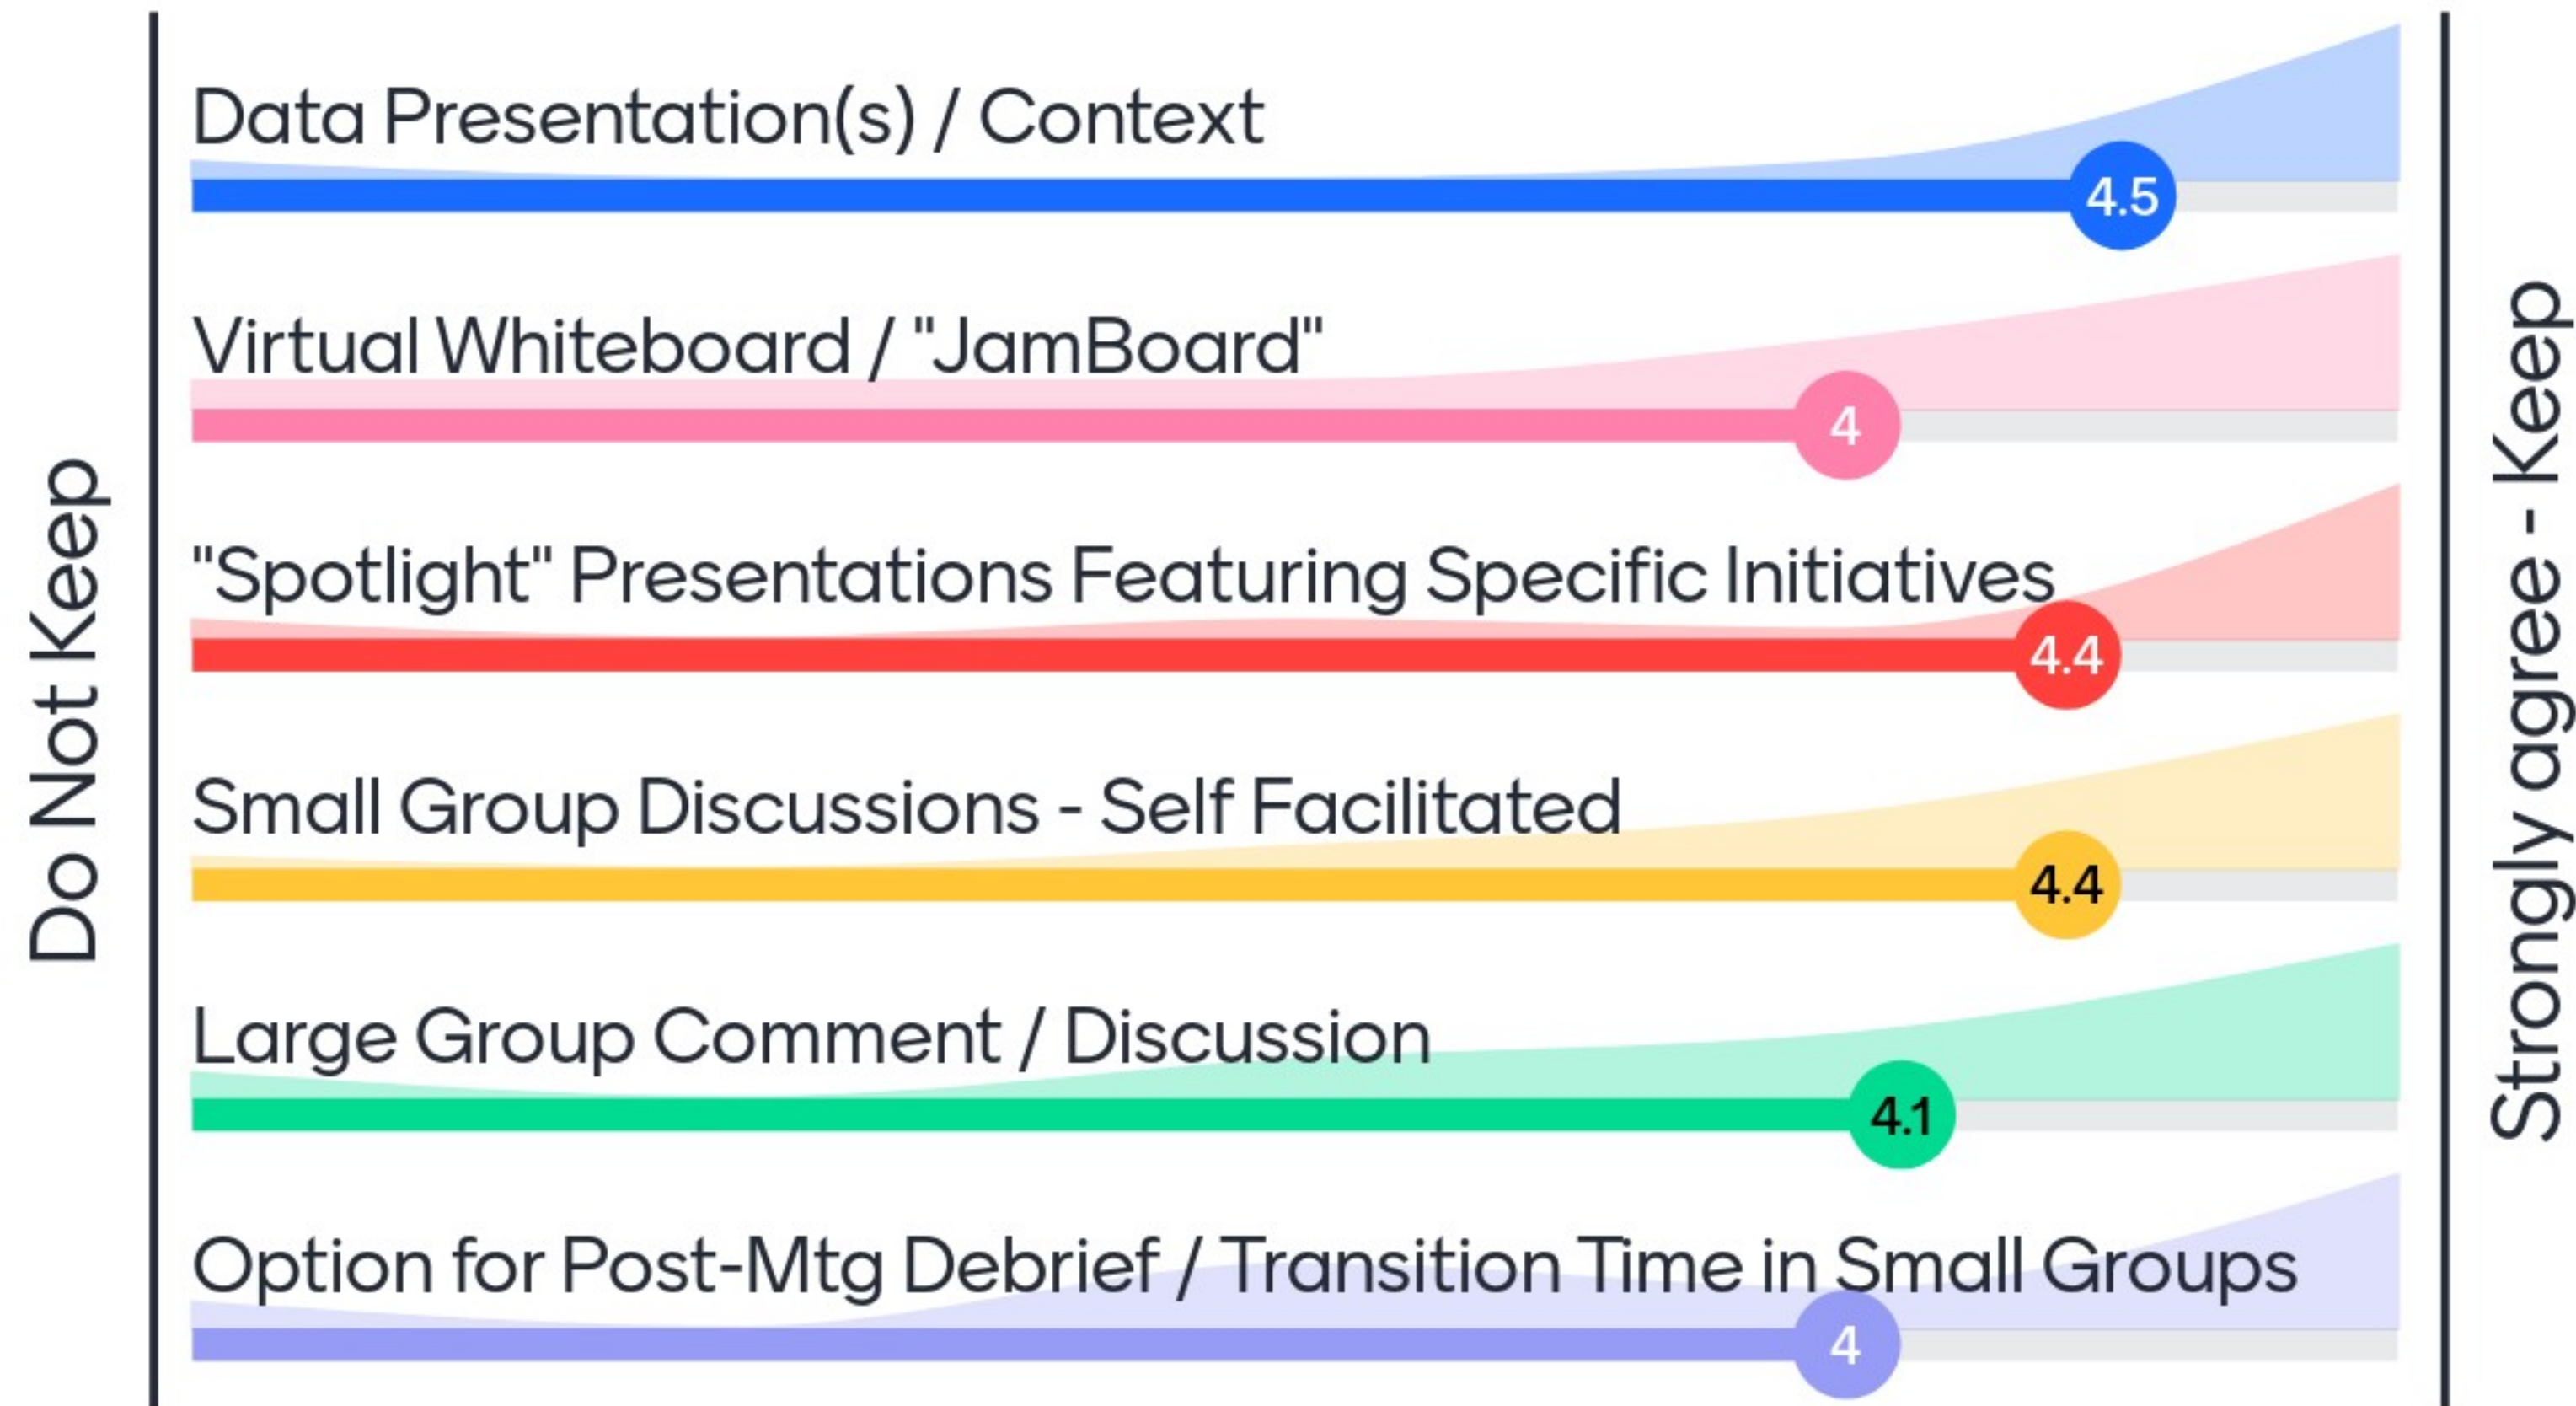 Do Not Keep
Data Presentation(s) / Context
4.5
Virtual Whiteboard / "JamBoard"
4
"Spotlight" Presentations Featuring Specific Initiatives
4.4
Small Group Discussions - Self Facilitated
4.4
Large Group Comment / Discussion
4.1
Option for Post-Mtg Debrief / Transition Time in Small Groups
4
Strongly agree - Keep